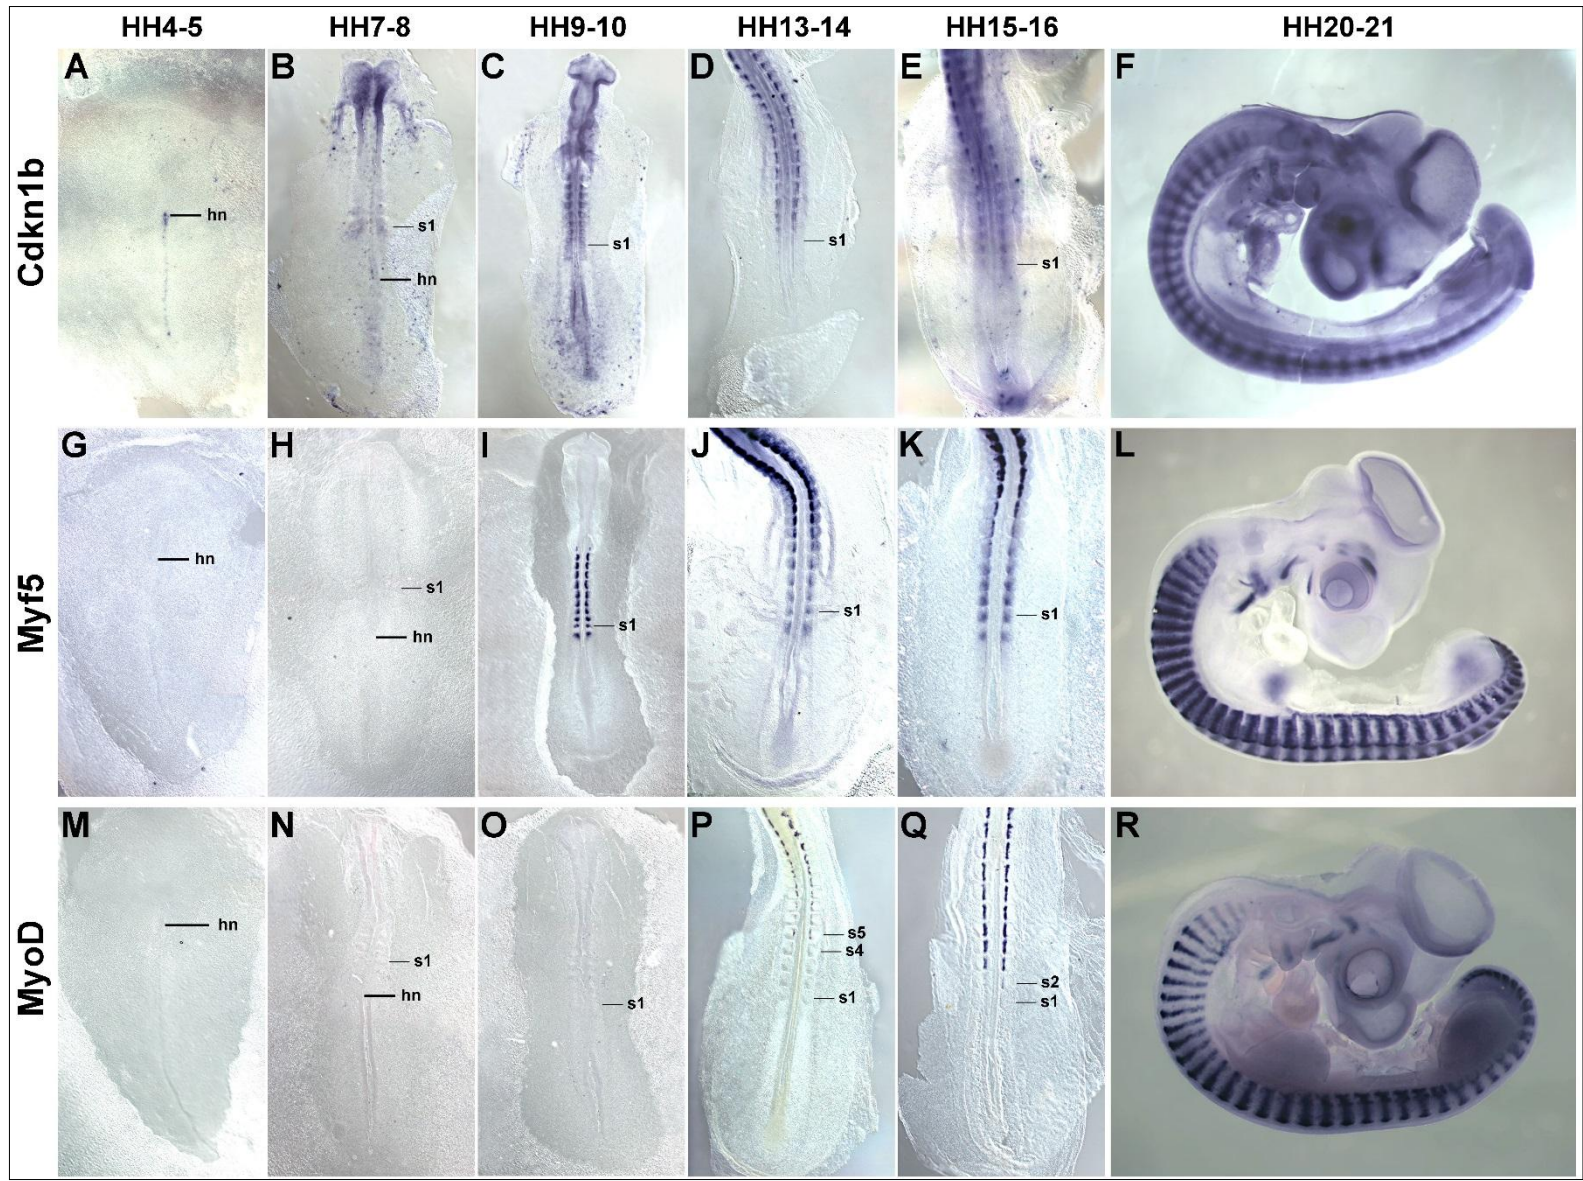 HH4-5 HH7-8 HH9-10 HH13-14 HH15-16 HH20-21
Cdkn1b
A B C D E F
hn
s1
hn
s1
s1
s1
Myf5
G H I J K L
hn
s1
hn
s1
s1
s1
MyoD
M N O P Q R
hn
s1
hn
s1
s5
s4
s1
s2
s1